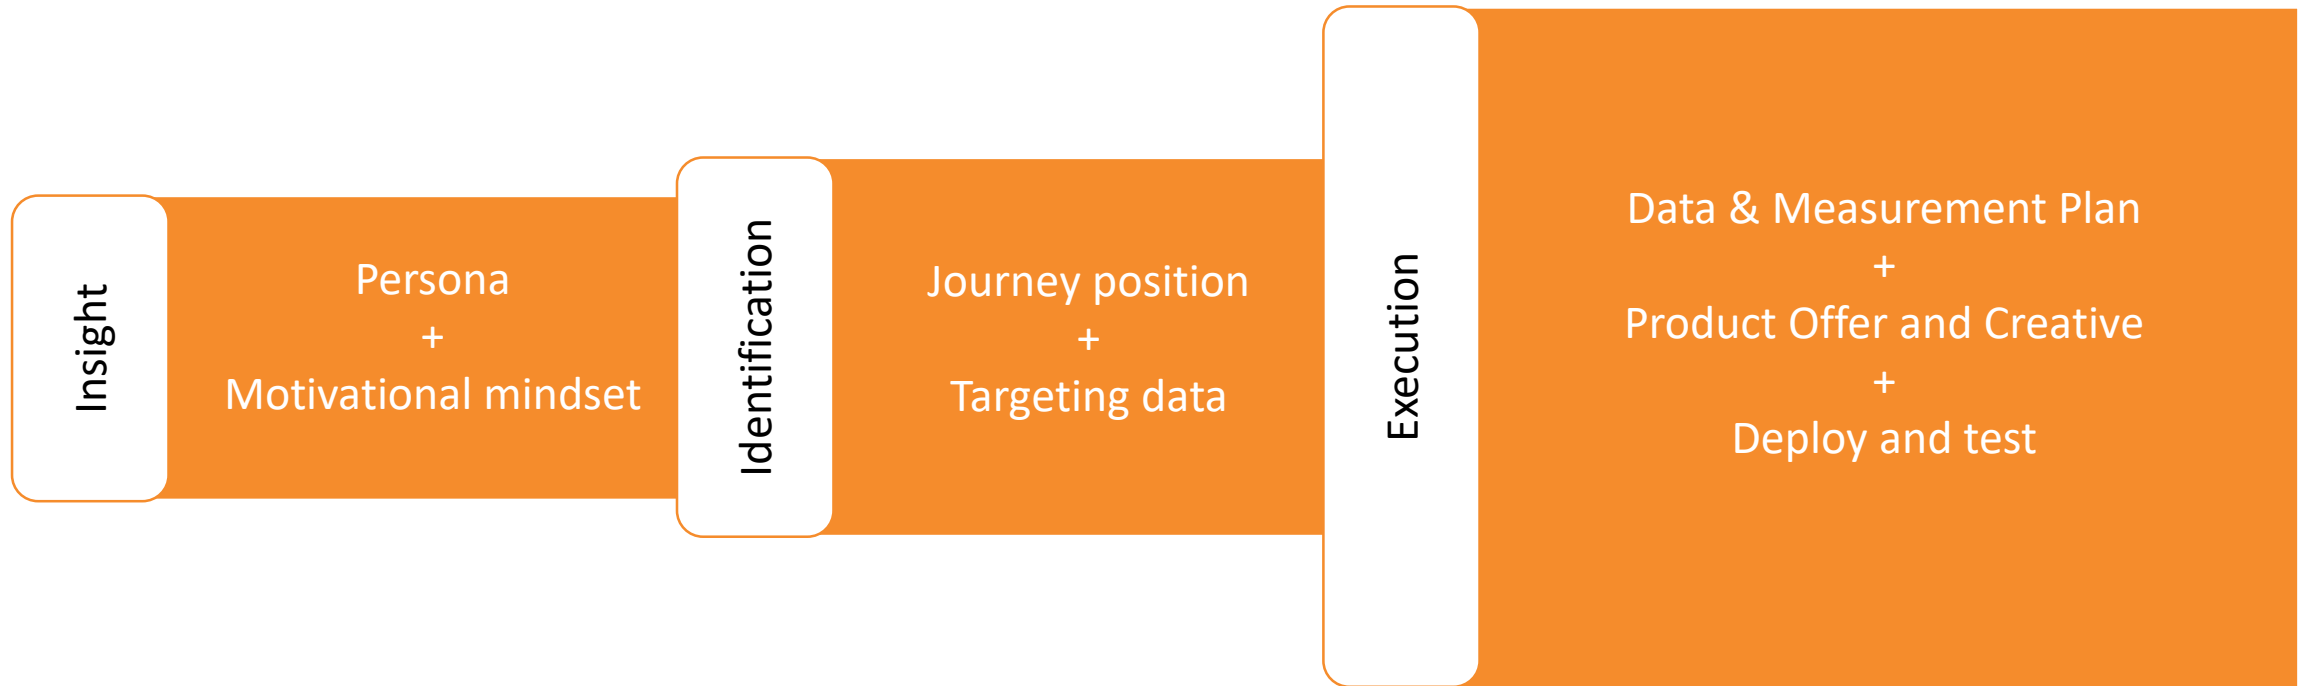 Insight
Persona
+
Motivational mindset
Identification
Journey position
+
Targeting data
Execution
Data & Measurement Plan
+
Product Offer and Creative
+
Deploy and test